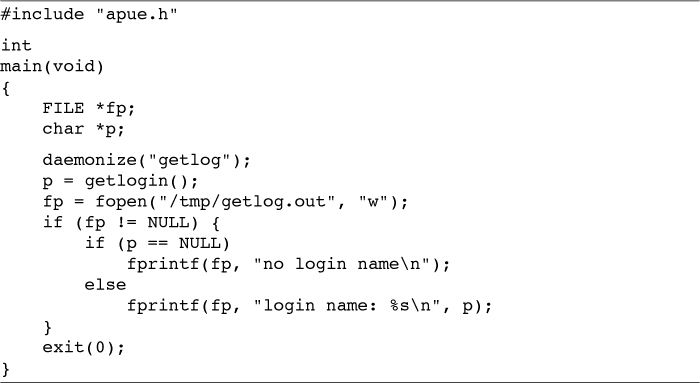 #include "apue.h"
int
main(void)
{
    FILE *fp;
    char *p;
    daemonize("getlog");
    p = getlogin();
    fp = fopen("/tmp/getlog.out", "w");
    if (fp != NULL) {
        if (p == NULL)
            fprintf(fp, "no login name\n");
        else
            fprintf(fp, "login name: %s\n", p);
    }
    exit(0);
}